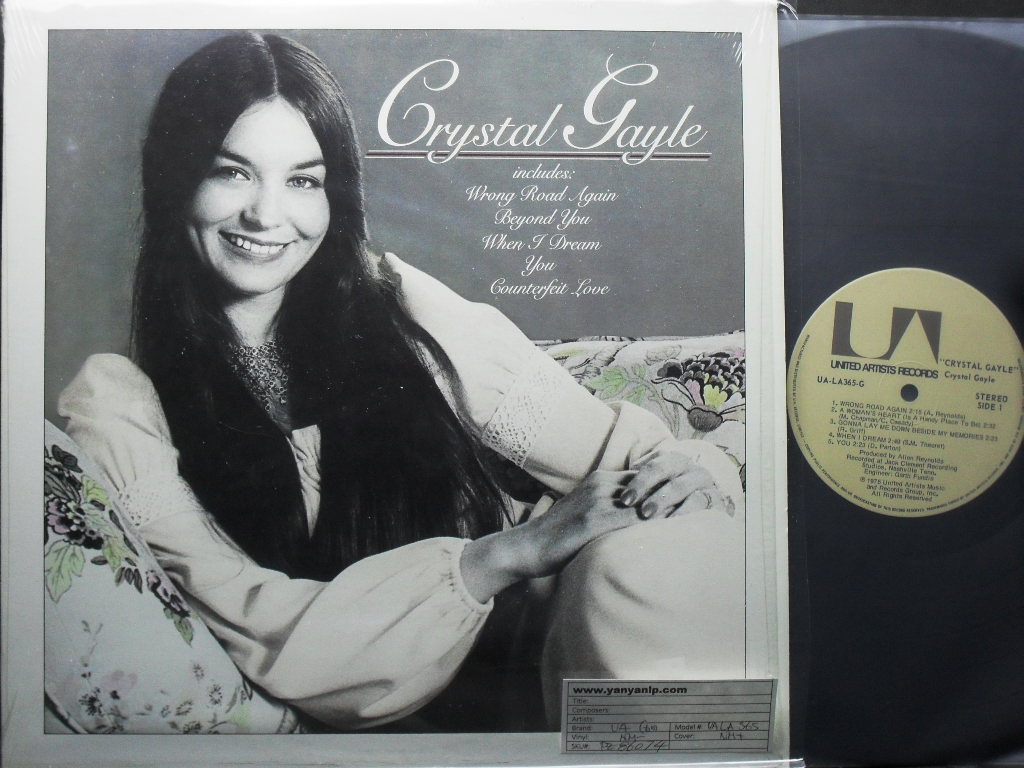 Crystal Gayle
includes:
Wrong Road Again
Beyond You
When I Dream
You
Counterfeit Love
UA
UNITED ARTISTS RECORDS
"CRYSTAL GAYLE"
Crystal Gayle
UA-LA365-G
STEREO
SIDE 1
1. WRONG ROAD AGAIN 2:15 (A. Reynolds)
2. A WOMAN'S HEART (Is A Handy Place To Be) 2:32
(M. Chapman/C. Cassady)
3. GONNA LAY ME DOWN BESIDE MY MEMORIES 2:23
(R. Griff)
4. WHEN I DREAM 2:49 (S.M. Theoret)
5. YOU 2:23 (D. Penton)
Produced by Allen Reynolds
Recorded at Jack Clement Recording
Studios, Nashville Tenn.
Engineer: Garth Fundis
℗ 1975 United Artists Music
and Records Group, Inc.
All Rights Reserved
www.yanyanlp.com
Title:
Composers:
Artists:
Brand: UA Model #: UA LA 365
Vinyl: NM- Cover: NM+
SKU#: